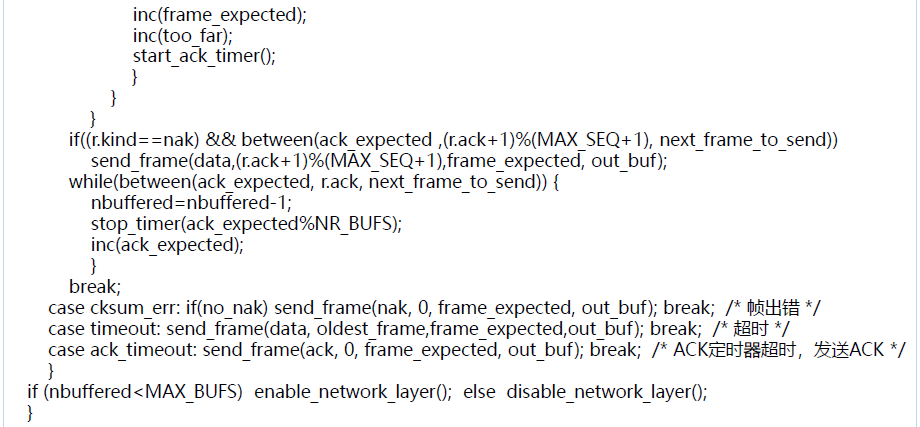 inc(frame_expected);
inc(too_far);
start_ack_timer();
}
}
}
if((r.kind==nak) && between(ack_expected ,(r.ack+1)%(MAX_SEQ+1), next_frame_to_send))
send_frame(data,(r.ack+1)%(MAX_SEQ+1),frame_expected, out_buf);
while(between(ack_expected, r.ack, next_frame_to_send)) {
nbuffered=nbuffered-1;
stop_timer(ack_expected%NR_BUFS);
inc(ack_expected);
}
break;
case cksum_err: if(no_nak) send_frame(nak, 0, frame_expected, out_buf); break;  /* 帧出错 */
case timeout: send_frame(data, oldest_frame,frame_expected,out_buf); break;  /* 超时 */
case ack_timeout: send_frame(ack, 0, frame_expected, out_buf); break;  /* ACK定时器超时，发送ACK */
}
if (nbuffered<MAX_BUFS)  enable_network_layer();  else  disable_network_layer();
}